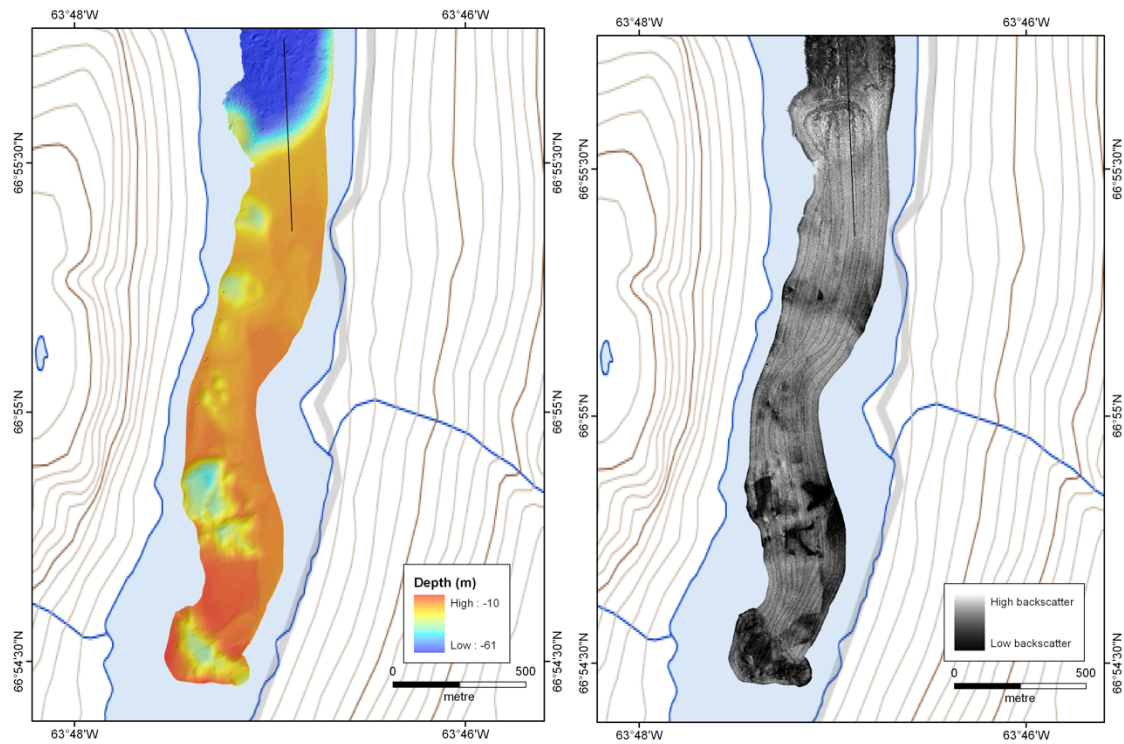 63°48'W 63°46'W
66°55'30"N 66°55'30"N
66°55'N 66°55'N
66°54'30"N 66°54'30"N
Depth (m)
High : -10
Low : -61
0 500
metre
63°48'W 63°46'W
63°48'W 63°46'W
66°55'30"N 66°55'30"N
66°55'N 66°55'N
66°54'30"N 66°54'30"N
High backscatter
Low backscatter
0 500
metre
63°48'W 63°46'W